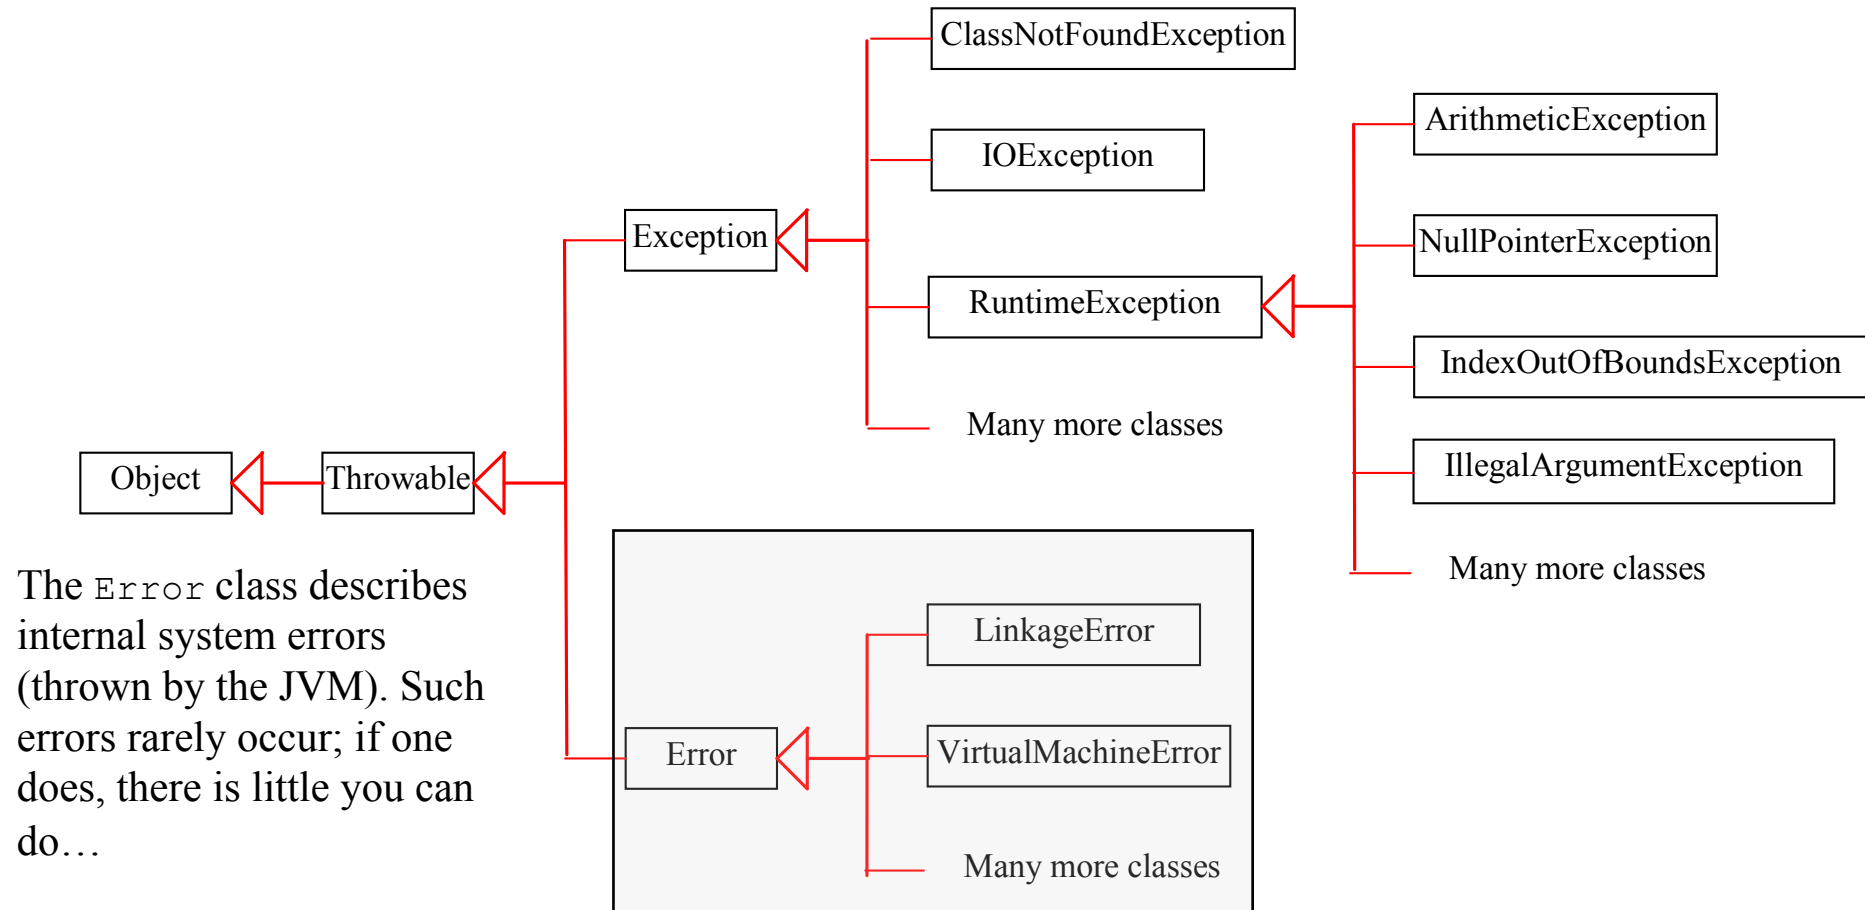 ClassNotFoundException
ArithmeticException
IOException
Exception
NullPointerException
RuntimeException
IndexOutOfBoundsException
Many more classes
Object
Throwable
IllegalArgumentException
Many more classes
The Error class describes
internal system errors
(thrown by the JVM). Such
errors rarely occur; if one
does, there is little you can
do…
LinkageError
Error
VirtualMachineError
Many more classes